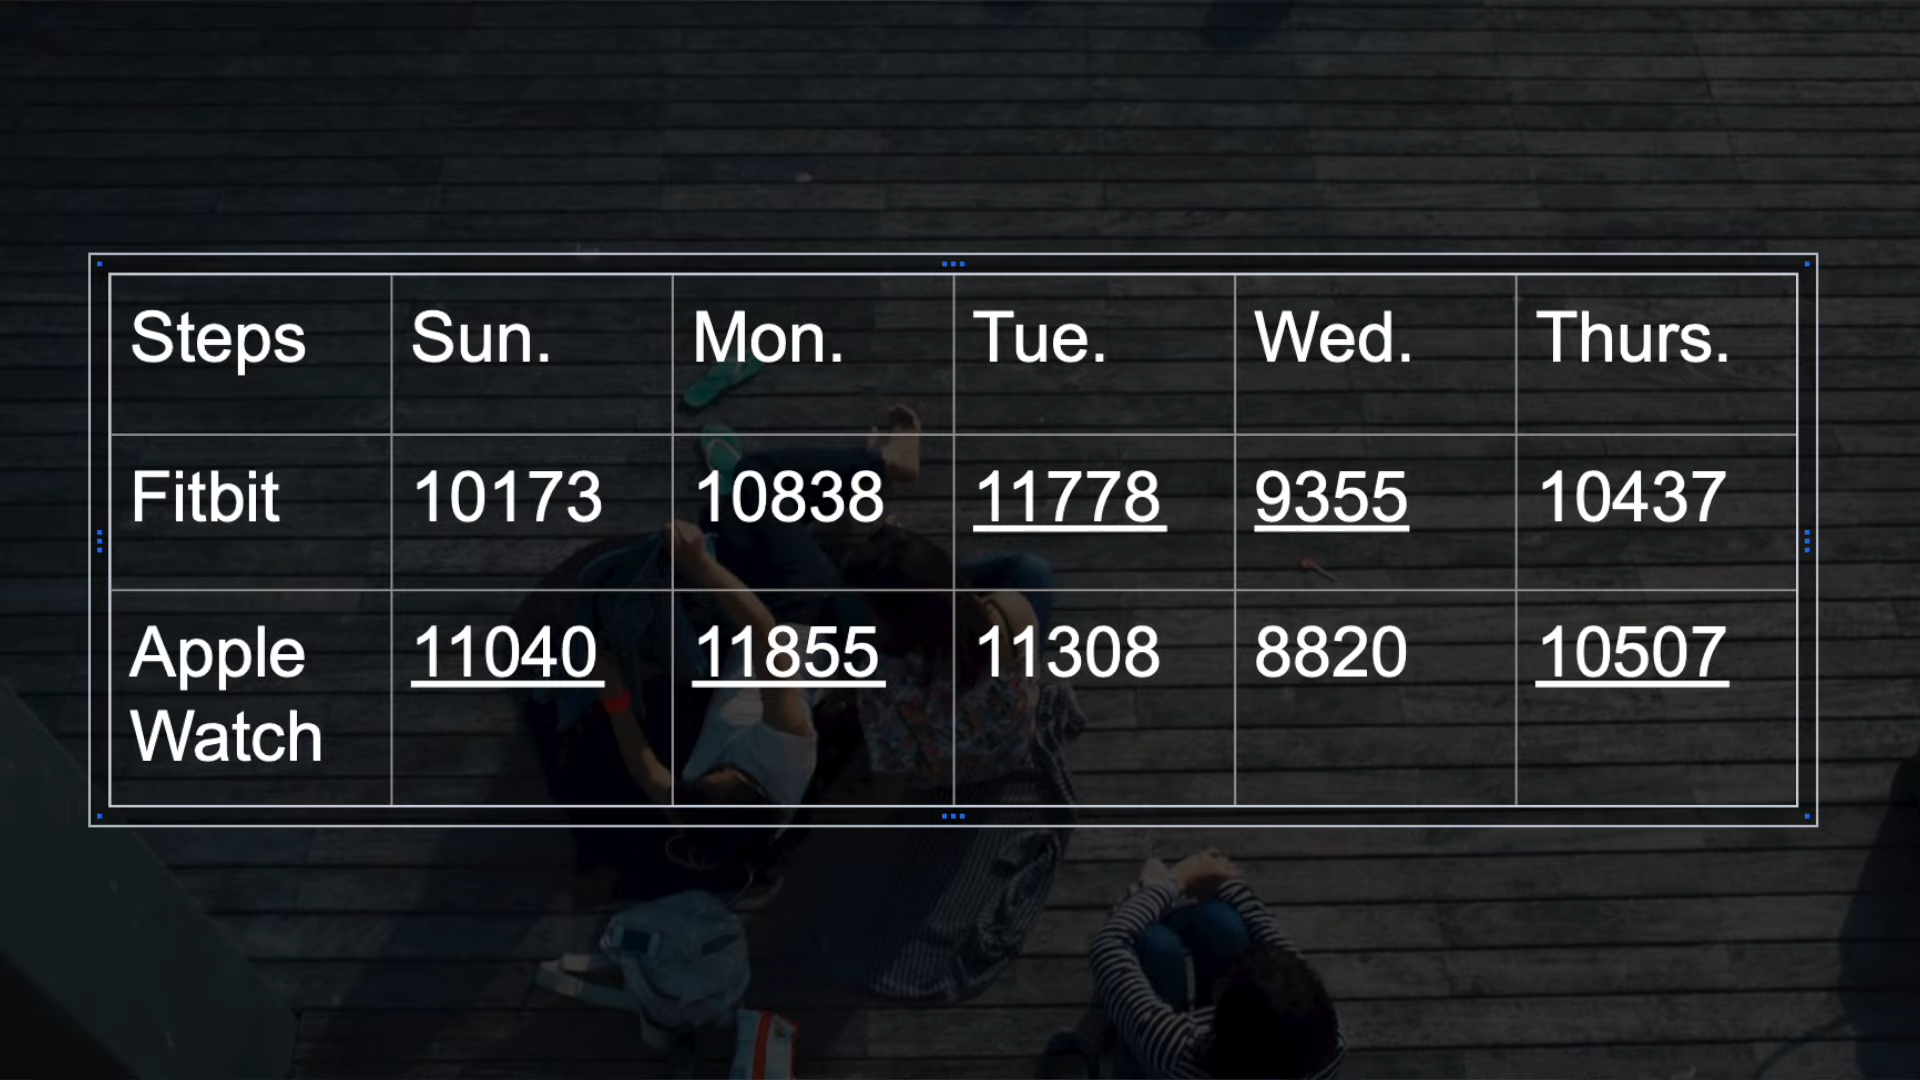 Steps Sun. Mon. Tue. Wed. Thurs.
Fitbit 10173 10838 11778 9355 10437
Apple 11040 11855 11308 8820 10507
Watch